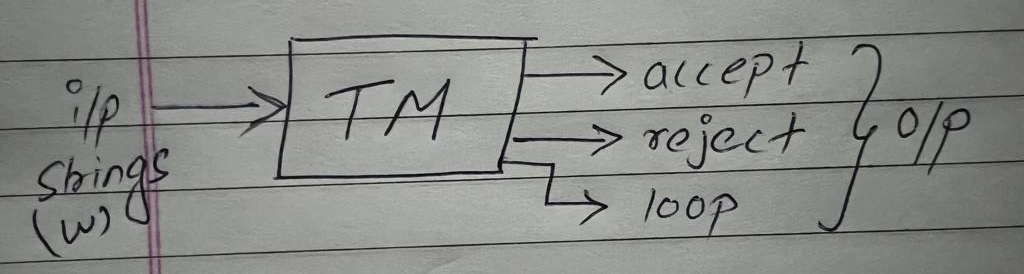 i/p
strings
(w)
TM
accept
reject
loop
o/p